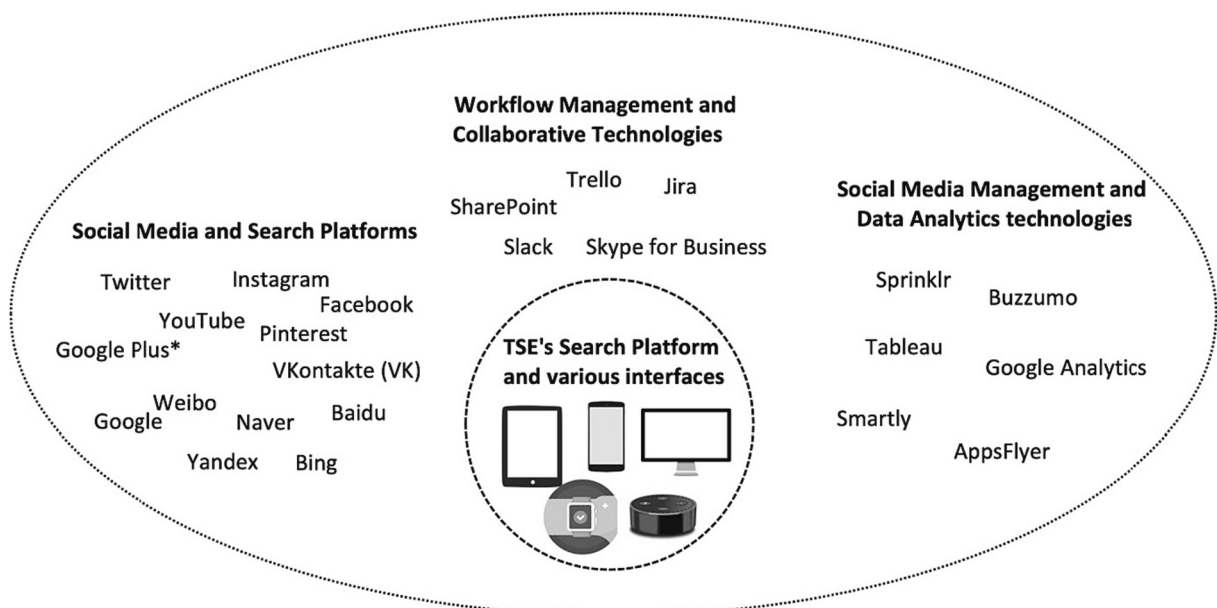 Workflow Management and
Collaborative Technologies
Trello
Jira
SharePoint
Slack
Skype for Business
Social Media and Search Platforms
Twitter
Instagram
Facebook
YouTube
Pinterest
Google Plus*
VKontakte (VK)
Weibo
Google
Naver
Baidu
Yandex
Bing
TSE's Search Platform
and various interfaces
Social Media Management and
Data Analytics technologies
Sprinklr
Buzzumo
Tableau
Google Analytics
Smartly
AppsFlyer